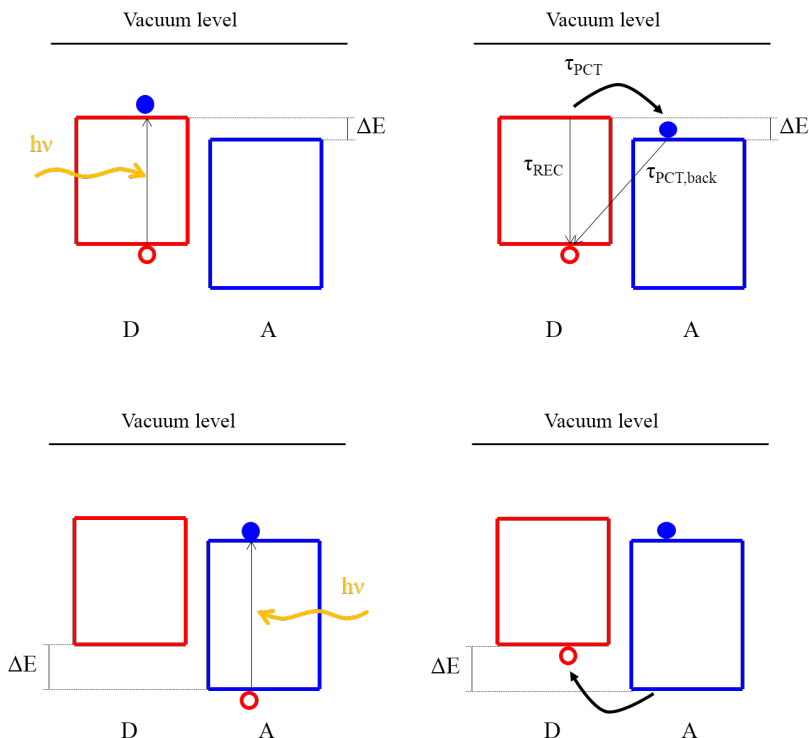 Vacuum level
hν
ΔE
D
A
Vacuum level
τPCT
ΔE
τREC
τPCT,back
D
A
Vacuum level
hν
ΔE
D
A
Vacuum level
ΔE
D
A